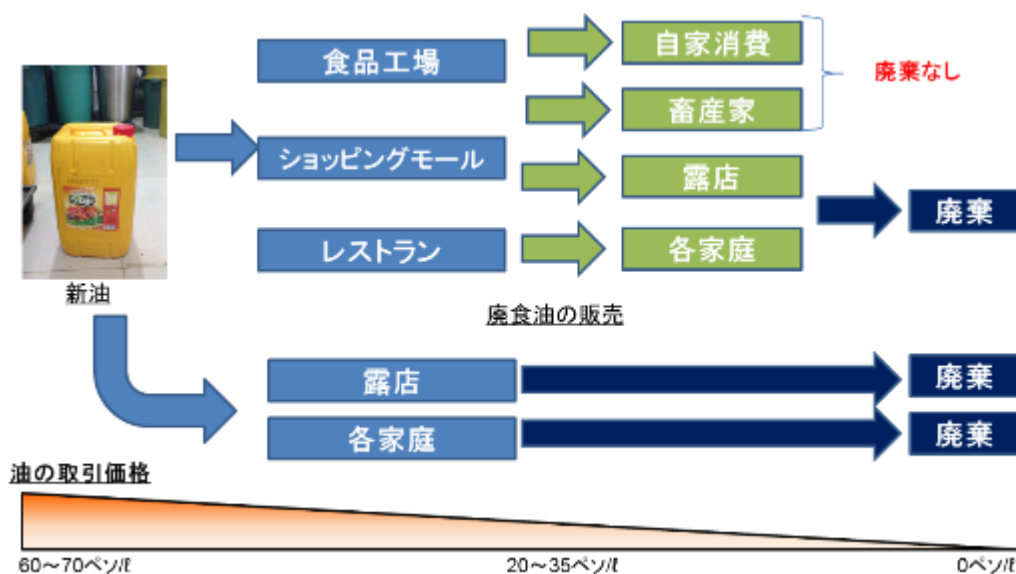 食品工場
自家消費
廃棄なし
畜産家
ショッピングモール
露店
廃棄
レストラン
各家庭
新油
廃食油の販売
露店
廃棄
各家庭
廃棄
油の取引価格
60～70ペソ/ℓ
20～35ペソ/ℓ
0ペソ/ℓ